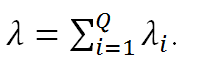 λ = ∑_{i=1}^{Q} λ_i.